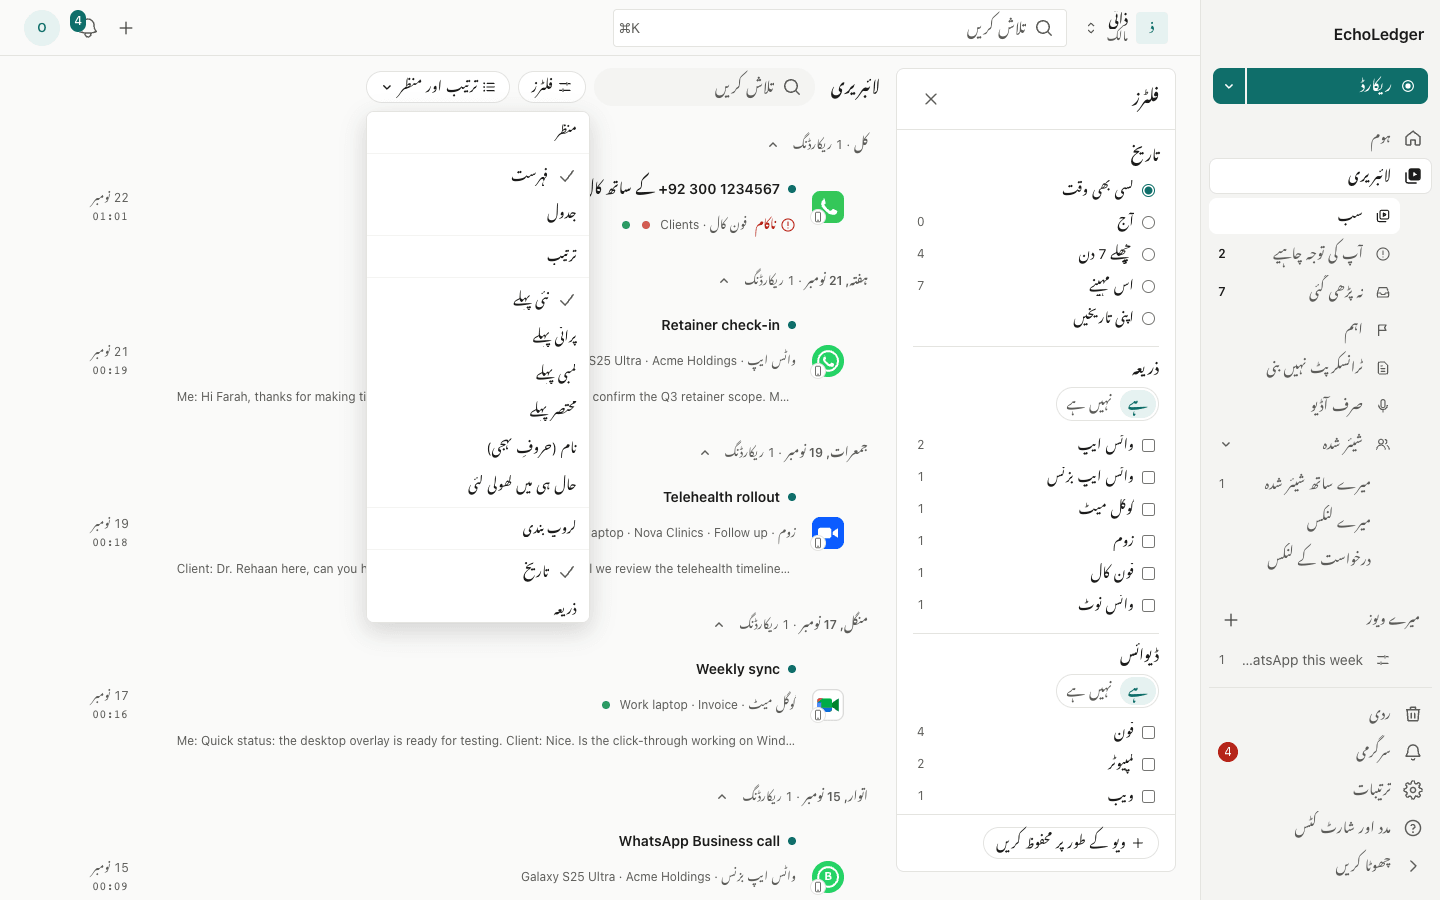 EchoLedger
ریکارڈ
ہوم
لائبریری
سب
آپ کی توجہ چاہیے 2
نہ پڑھی گئی 7
اہم
ٹرانسکرپٹ نہیں بنی
صرف آڈیو
شیئر شدہ
میرے ساتھ شیئر شدہ 1
میرے لنکس
درخواست کے لنکس
میرے ویوز
...atsApp this week 1
ردی
سرگرمی 4
ترتیبات
مدد اور شارٹ کٹس
چھوٹا کریں
ذ
ذاتی
مالک
تلاش کریں
⌘K
4
O
فلٹرز
تاریخ
کسی بھی وقت
آج 0
پچھلے 7 دن 4
اس مہینے 7
اپنی تاریخیں
ذریعہ
ہے نہیں ہے
واٹس ایپ 2
واٹس ایپ بزنس 1
گوگل میٹ 1
زوم 1
فون کال 1
وائس نوٹ 1
ڈیوائس
ہے نہیں ہے
فون 4
کمپیوٹر 2
ویب 1
ویو کے طور پر محفوظ کریں
لائبریری
تلاش کریں
فلٹرز
ترتیب اور منظر
منظر
فہرست
جدول
ترتیب
نئی پہلے
پرانی پہلے
لمبی پہلے
مختصر پہلے
نام (حروفِ تہجی)
حال ہی میں کھولی گئی
گروپ بندی
تاریخ
ذریعہ
کل · 1 ریکارڈنگ
+92 300 1234567 کے ساتھ کال
ناکام فون کال · Clients
22 نومبر
01:01
ہفتہ, 21 نومبر · 1 ریکارڈنگ
Retainer check-in
واٹس ایپ · S25 Ultra · Acme Holdings
Me: Hi Farah, thanks for making ti
confirm the Q3 retainer scope. M...
21 نومبر
00:19
جمعرات, 19 نومبر · 1 ریکارڈنگ
Telehealth rollout
زوم · aptop · Nova Clinics · Follow up
Client: Dr. Rehaan here, can you h
I we review the telehealth timeline...
19 نومبر
00:18
منگل, 17 نومبر · 1 ریکارڈنگ
Weekly sync
گوگل میٹ · Work laptop · Invoice
Me: Quick status: the desktop overlay is ready for testing. Client: Nice. Is the click-through working on Wind...
17 نومبر
00:16
اتوار, 15 نومبر · 1 ریکارڈنگ
WhatsApp Business call
واٹس ایپ بزنس · Galaxy S25 Ultra · Acme Holdings
15 نومبر
00:09